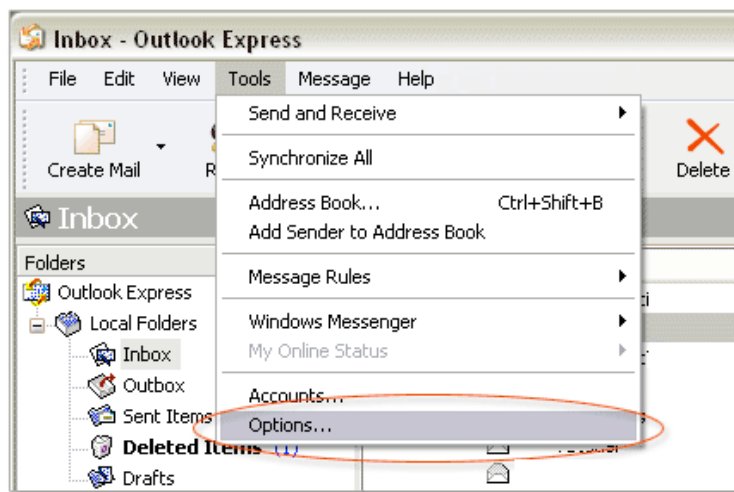 Inbox - Outlook Express
File Edit View Tools Message Help
Create Mail
Delete
Send and Receive
Synchronize All
Address Book... Ctrl+Shift+B
Add Sender to Address Book
Message Rules
Windows Messenger
My Online Status
Accounts...
Options...
Inbox
Folders
Outlook Express
Local Folders
Inbox
Outbox
Sent Items
Deleted Items (1)
Drafts